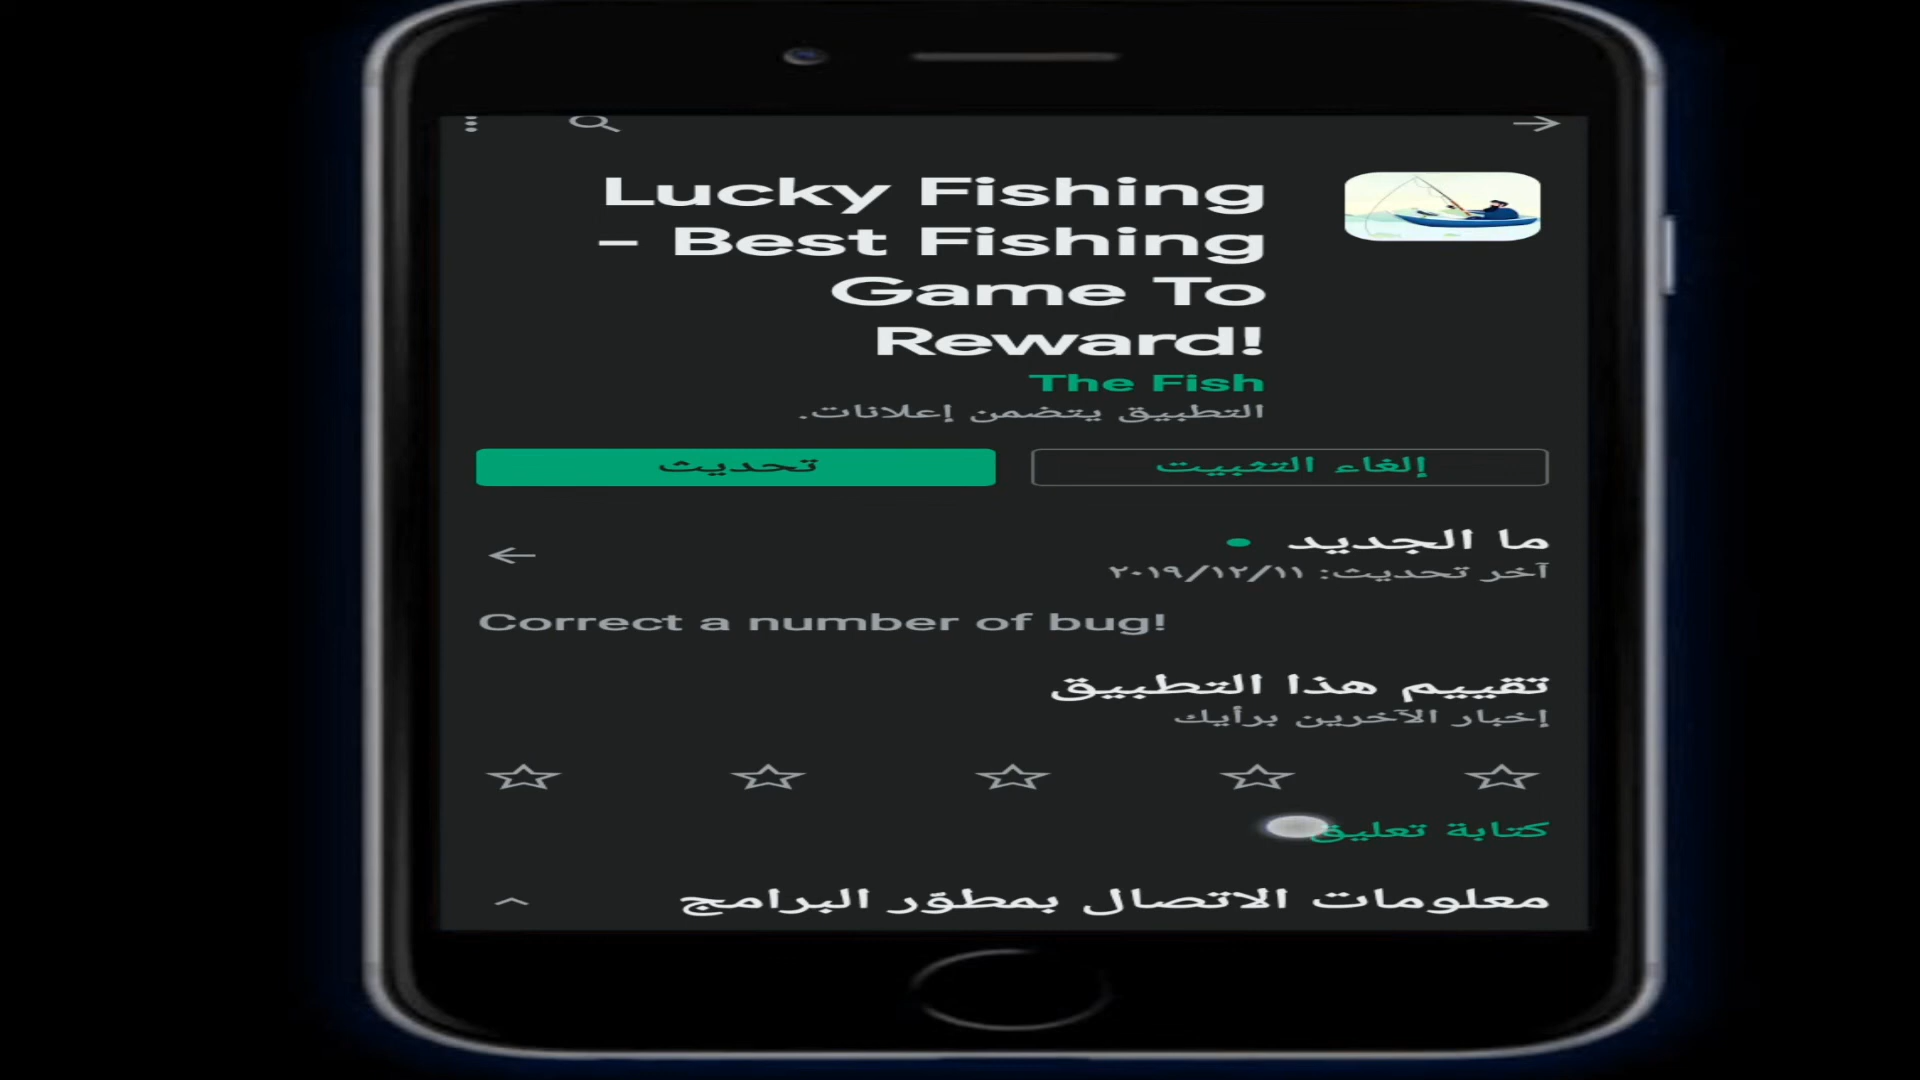 Lucky Fishing
- Best Fishing
Game To
Reward!
The Fish
التطبيق يتضمن إعلانات.
إلغاء التثبيت
تحديث
ما الجديد
آخر تحديث: ٢٠١٩/١٢/١١
Correct a number of bug!
تقييم هذا التطبيق
إخبار الآخرين برأيك
كتابة تعليق
معلومات الاتصال بمطوّر البرامج